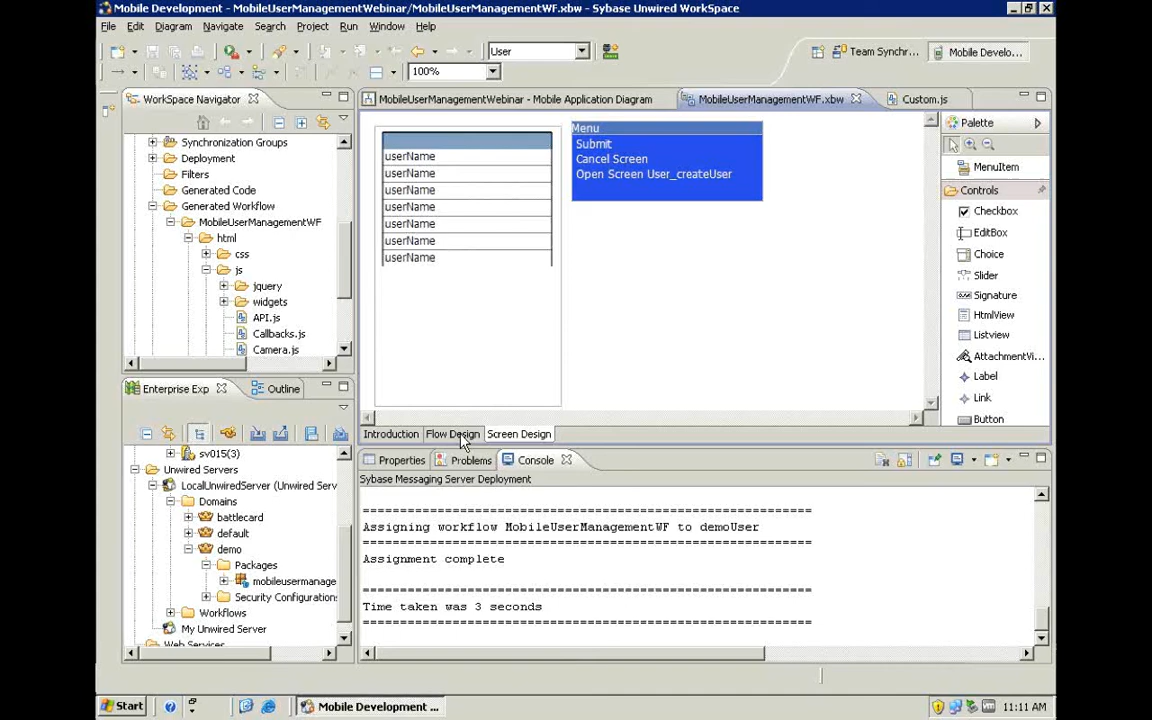 Mobile Development - MobileUserManagementWebinar/MobileUserManagementWF.xbw - Sybase Unwired WorkSpace
File Edit Diagram Navigate Search Project Run Window Help
User
Team Synchr...
Mobile Develo...
100%
WorkSpace Navigator
Synchronization Groups
Deployment
Filters
Generated Code
Generated Workflow
MobileUserManagementWF
html
css
js
jquery
widgets
API.js
Callbacks.js
Camera.js
MobileUserManagementWebinar - Mobile Application Diagram
MobileUserManagementWF.xbw
Custom.js
userName
userName
userName
userName
userName
userName
userName
Menu
Submit
Cancel Screen
Open Screen User_createUser
Introduction
Flow Design
Screen Design
Palette
MenuItem
Controls
Checkbox
EditBox
Choice
Slider
Signature
HtmlView
Listview
AttachmentVi...
Label
Link
Button
Enterprise Exp
Outline
sv015(3)
Unwired Servers
LocalUnwiredServer (Unwired Serv
Domains
battlecard
default
demo
Packages
mobileusermanage
Security Configurations
Workflows
My Unwired Server
Web Services
Properties
Problems
Console
Sybase Messaging Server Deployment
==================================================
Assigning workflow MobileUserManagementWF to demoUser
==================================================
Assignment complete
==================================================
Time taken was 3 seconds
==================================================
Start
Mobile Development ...
11:11 AM